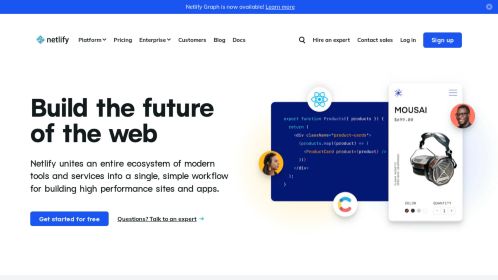 Netlify Graph is now available! Learn more
netlify
Platform
Pricing
Enterprise
Customers
Blog
Docs
Hire an expert
Contact sales
Log in
Sign up
Build the future
of the web
Netlify unites an entire ecosystem of modern
tools and services into a single, simple workflow
for building high performance sites and apps.
Get started for free
Questions? Talk to an expert →
export function Products({ products }) {
return (
<div className="product-cards">
{products.map((product) => (
<ProductCard product={product} />
))}
</div>
);
}
MOUSAI
$699.00
COLOR
QUANTITY
- 1 +